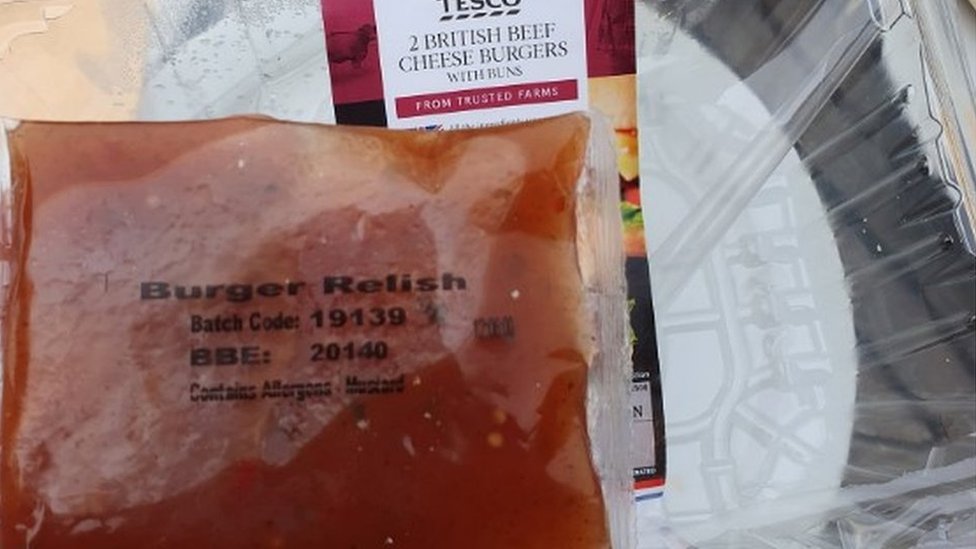 TESCO
2 BRITISH BEEF
CHEESE BURGERS
WITH BUNS
FROM TRUSTED FARMS
Burger Relish
Batch Code: 19139
BBE: 20140
Contains Allergens - Mustard
N